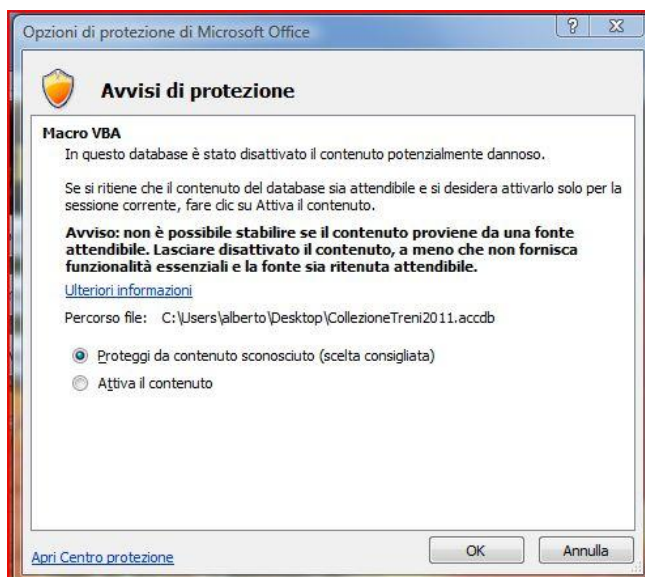 Opzioni di protezione di Microsoft Office
Avvisi di protezione
Macro VBA
In questo database è stato disattivato il contenuto potenzialmente dannoso.
Se si ritiene che il contenuto del database sia attendibile e si desidera attivarlo solo per la
sessione corrente, fare clic su Attiva il contenuto.
Avviso: non è possibile stabilire se il contenuto proviene da una fonte
attendibile. Lasciare disattivato il contenuto, a meno che non fornisca
funzionalità essenziali e la fonte sia ritenuta attendibile.
Ulteriori informazioni
Percorso file: C:\Users\alberto\Desktop\CollezioneTreni2011.accdb
Proteggi da contenuto sconosciuto (scelta consigliata)
Attiva il contenuto
Apri Centro protezione
OK
Annulla